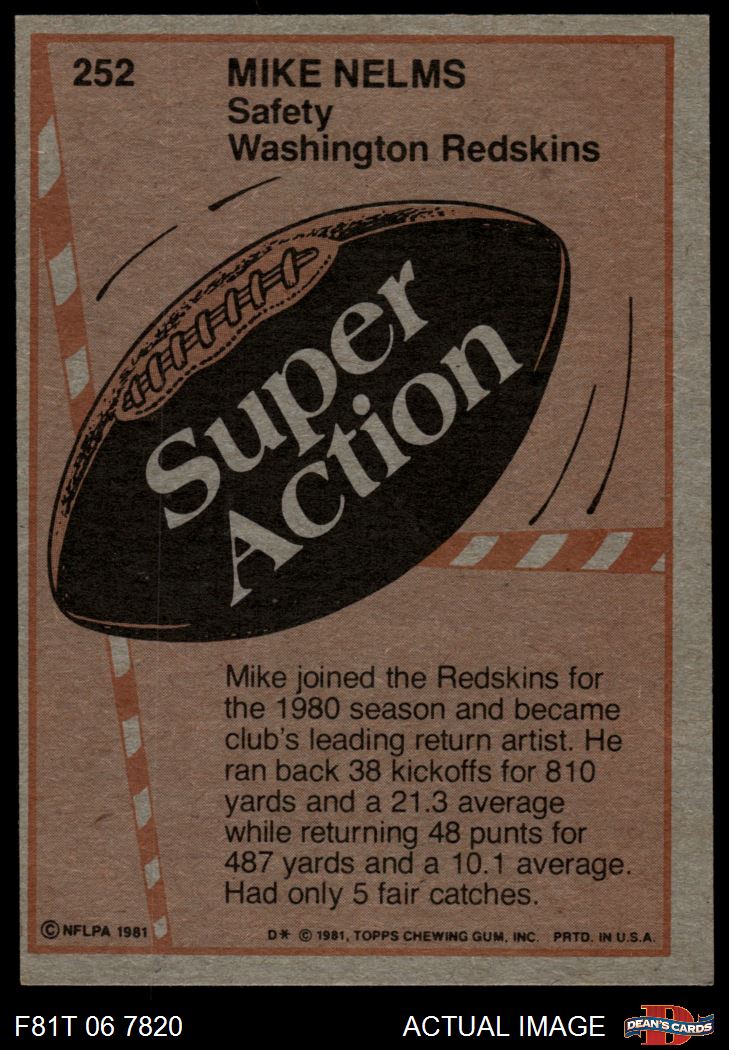 252
MIKE NELMS
Safety
Washington Redskins
Super
Action
Mike joined the Redskins for
the 1980 season and became
club's leading return artist. He
ran back 38 kickoffs for 810
yards and a 21.3 average
while returning 48 punts for
487 yards and a 10.1 average.
Had only 5 fair catches.
© NFLPA 1981
D* © 1981, TOPPS CHEWING GUM, INC. PRTD. IN U.S.A.
F81T 06 7820
ACTUAL IMAGE
D
DEAN'S CARDS